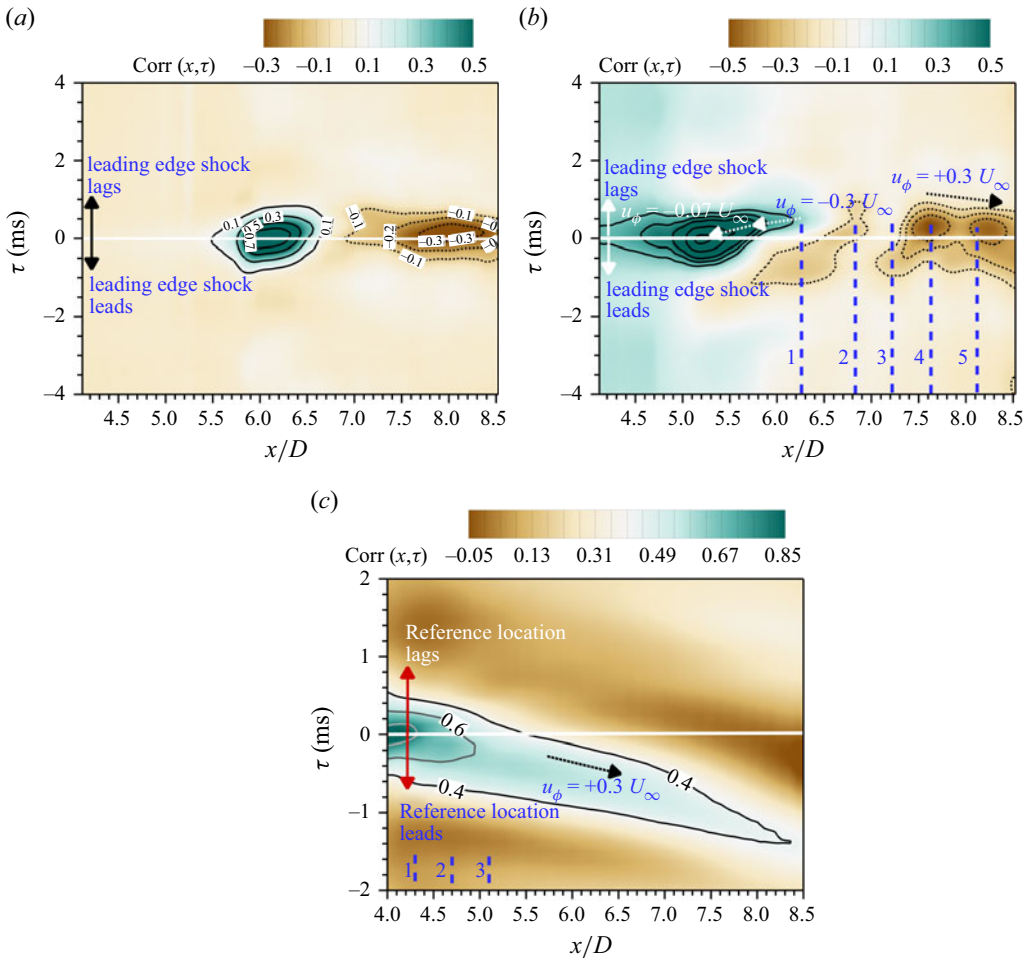 (a)
Corr (x,τ)
–0.3 –0.1 0.1 0.3 0.5
4
2
0
–2
–4
τ (ms)
leading edge shock
lags
leading edge shock
leads
0.1
0.3
0.1
–0.1
–0.1
–0.2
–0.3
–0.3
–0.1
–0.1
4.5 5.0 5.5 6.0 6.5 7.0 7.5 8.0 8.5
x/D
(b)
Corr (x,τ)
–0.5 –0.3 –0.1 0.1 0.3 0.5
4
2
0
–2
–4
τ (ms)
leading edge shock
lags
leading edge shock
leads
uϕ = –0.07 U∞
uϕ = –0.3 U∞
uϕ = +0.3 U∞
1 2 3 4 5
4.5 5.0 5.5 6.0 6.5 7.0 7.5 8.0 8.5
x/D
(c)
Corr (x,τ)
–0.05 0.13 0.31 0.49 0.67 0.85
2
1
0
–1
–2
τ (ms)
Reference location
lags
Reference location
leads
0.6
0.4
0.4
uϕ = +0.3 U∞
1 2 3
4.0 4.5 5.0 5.5 6.0 6.5 7.0 7.5 8.0 8.5
x/D